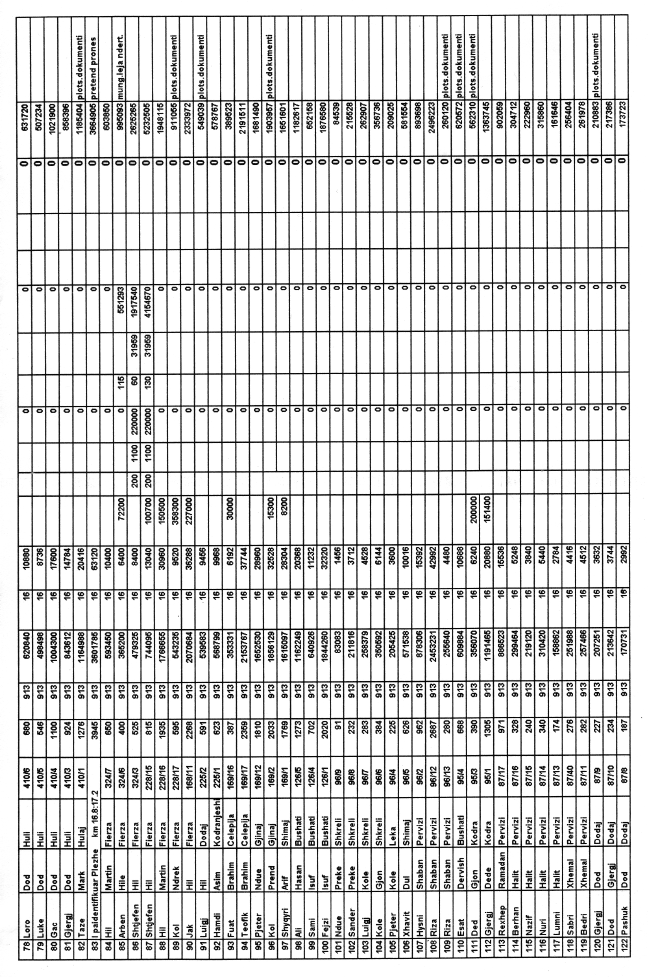 78 Loro Dod Huli 410/6 680 913 620840 16 10880 0 0 0 631720
79 Luke Dod Huli 410/5 546 913 498498 16 8736 0 0 0 507234
80 Gac Dod Huli 410/4 1100 913 1004300 16 17600 0 0 0 1021900
81 Gjergj Dod Huli 410/3 924 913 843612 16 14784 0 0 0 858396
82 Taze Mark Hulaj 410/1 1276 913 1164988 16 20416 0 0 0 1185404 plots.dokumenti
83 I paidentifikuar Plezhe km 16.8:17.2 3945 913 3601785 16 63120 0 0 0 3664905 pretend prones
84 Hil Martin Fierza 324/7 650 913 593450 16 10400 0 0 0 603850
85 Arben Hile Fierza 324/6 400 913 365200 16 6400 72200 0 115 551293 0 995093 mung.leja ndert.
86 Shtjefen Hil Fierza 324/3 525 913 479325 16 8400 200 1100 220000 60 31959 1917540 0 2625265
87 Shtjefen Hil Fierza 228/15 815 913 744095 16 13040 100700 200 1100 220000 130 31959 4154670 0 5232505
88 Hil Martin Fierza 228/16 1935 913 1766655 16 30960 150500 0 0 0 1948115
89 Kol Ndrek Fierza 228/17 595 913 543235 16 9520 358300 0 0 0 911055 plots.dokumenti
90 Jak Hil Fierza 168/11 2268 913 2070684 16 36288 227000 0 0 0 2333972
91 Luigj Hil Dodaj 225/2 591 913 539583 16 9456 0 0 0 549039 plots.dokumenti
92 Hamdi Asim Kodranjeshi 225/1 623 913 568799 16 9968 0 0 0 578767
93 Fuat Brahim Celepija 169/16 387 913 353331 16 6192 30000 0 0 0 389523
94 Teofik Brahim Celepija 169/17 2359 913 2153767 16 37744 0 0 0 2191511
95 Pjeter Ndue Gjinaj 169/12 1810 913 1652530 16 28960 0 0 0 1681490
96 Kol Prend Gjinaj 169/2 2033 913 1856129 16 32528 15300 0 0 0 1903957 plots.dokumenti
97 Shyqyri Arif Shimaj 169/1 1769 913 1615097 16 28304 8200 0 0 0 1651601
98 Ali Hasan Bushati 126/5 1273 913 1162249 16 20368 0 0 0 1182617
99 Sami Isuf Bushati 126/4 702 913 640926 16 11232 0 0 0 652158
100 Fejzi Isuf Bushati 126/1 2020 913 1844260 16 32320 0 0 0 1876580
101 Ndue Preke Shkreli 96/9 91 913 83083 16 1456 0 0 0 84539
102 Sander Preke Shkreli 96/8 232 913 211816 16 3712 0 0 0 215528
103 Luigj Kole Shkreli 96/7 283 913 258379 16 4528 0 0 0 262907
104 Kole Gjon Shkreli 96/6 384 913 350592 16 6144 0 0 0 356736
105 Pjeter Kole Leka 96/4 225 913 205425 16 3600 0 0 0 209025
106 Xhavit Dul Shimaj 96/5 626 913 571538 16 10016 0 0 0 581554
107 Hysni Shaban Pervizi 96/2 962 913 878306 16 15392 0 0 0 893698
108 Riza Shaban Pervizi 96/12 2687 913 2453231 16 42992 0 0 0 2496223
109 Riza Shaban Pervizi 96/13 280 913 255640 16 4480 0 0 0 260120 plots.dokumenti
110 Esat Dervish Bushati 95/4 668 913 609884 16 10688 0 0 0 620572 plots.dokumenti
111 Ded Gjon Kodra 95/3 390 913 356070 16 6240 200000 0 0 0 562310 plots.dokumenti
112 Gjergj Dede Kodra 95/1 1305 913 1191465 16 20880 151400 0 0 0 1363745
113 Rexhep Ramadan Pervizi 87/17 971 913 886523 16 15536 0 0 0 902059
114 Berhan Halit Pervizi 87/16 328 913 299464 16 5248 0 0 0 304712
115 Nazif Halit Pervizi 87/15 240 913 219120 16 3840 0 0 0 222960
116 Nuri Halit Pervizi 87/14 340 913 310420 16 5440 0 0 0 315860
117 Lumni Halit Pervizi 87/13 174 913 158862 16 2784 0 0 0 161646
118 Sabri Xhemal Pervizi 87/40 276 913 251988 16 4416 0 0 0 256404
119 Bedri Xhemal Pervizi 87/11 282 913 257466 16 4512 0 0 0 261978
120 Gjergj Dod Dodaj 87/9 227 913 207251 16 3632 0 0 0 210883 plots.dokumenti
121 Dod Gjergj Dodaj 87/10 234 913 213642 16 3744 0 0 0 217386
122 Pashuk Dod Dodaj 87/8 187 913 170731 16 2992 0 0 0 173723